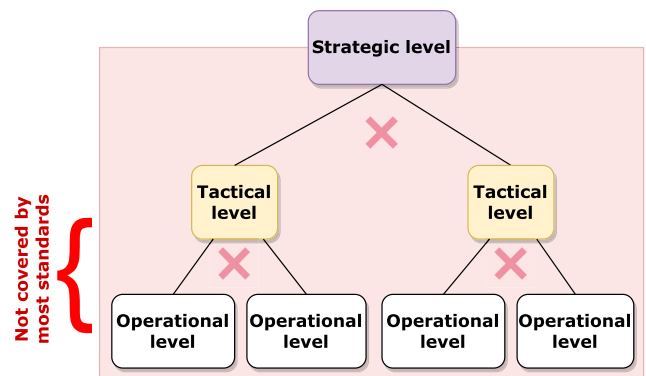 Strategic level
Tactical
level
Tactical
level
Not covered by
most standards
Operational
level
Operational
level
Operational
level
Operational
level